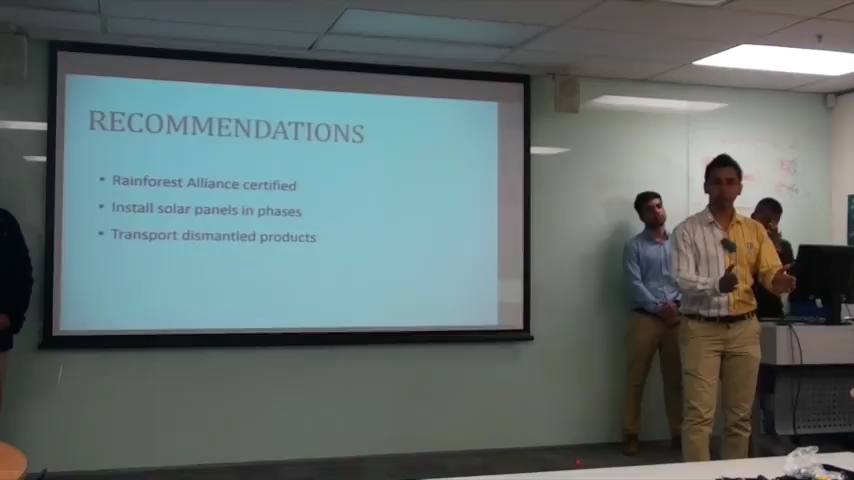 RECOMMENDATIONS
• Rainforest Alliance certified
• Install solar panels in phases
• Transport dismantled products